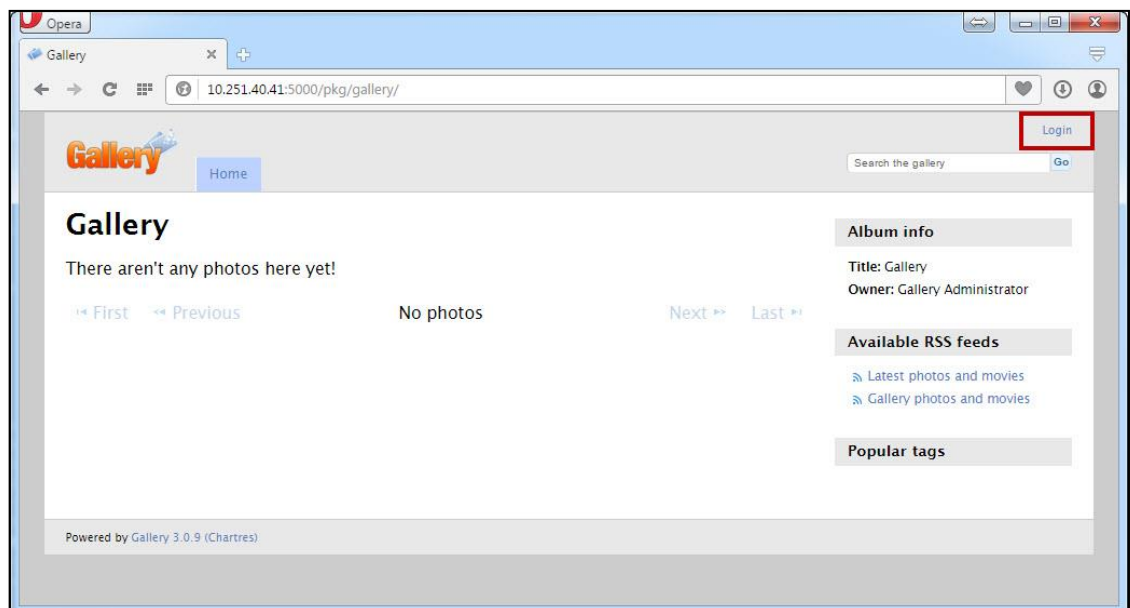 Opera
Gallery
10.251.40.41:5000/pkg/gallery/
Login
Gallery
Home
Search the gallery
Go
Gallery
There aren't any photos here yet!
First
Previous
No photos
Next
Last
Album info
Title: Gallery
Owner: Gallery Administrator
Available RSS feeds
Latest photos and movies
Gallery photos and movies
Popular tags
Powered by Gallery 3.0.9 (Chartres)